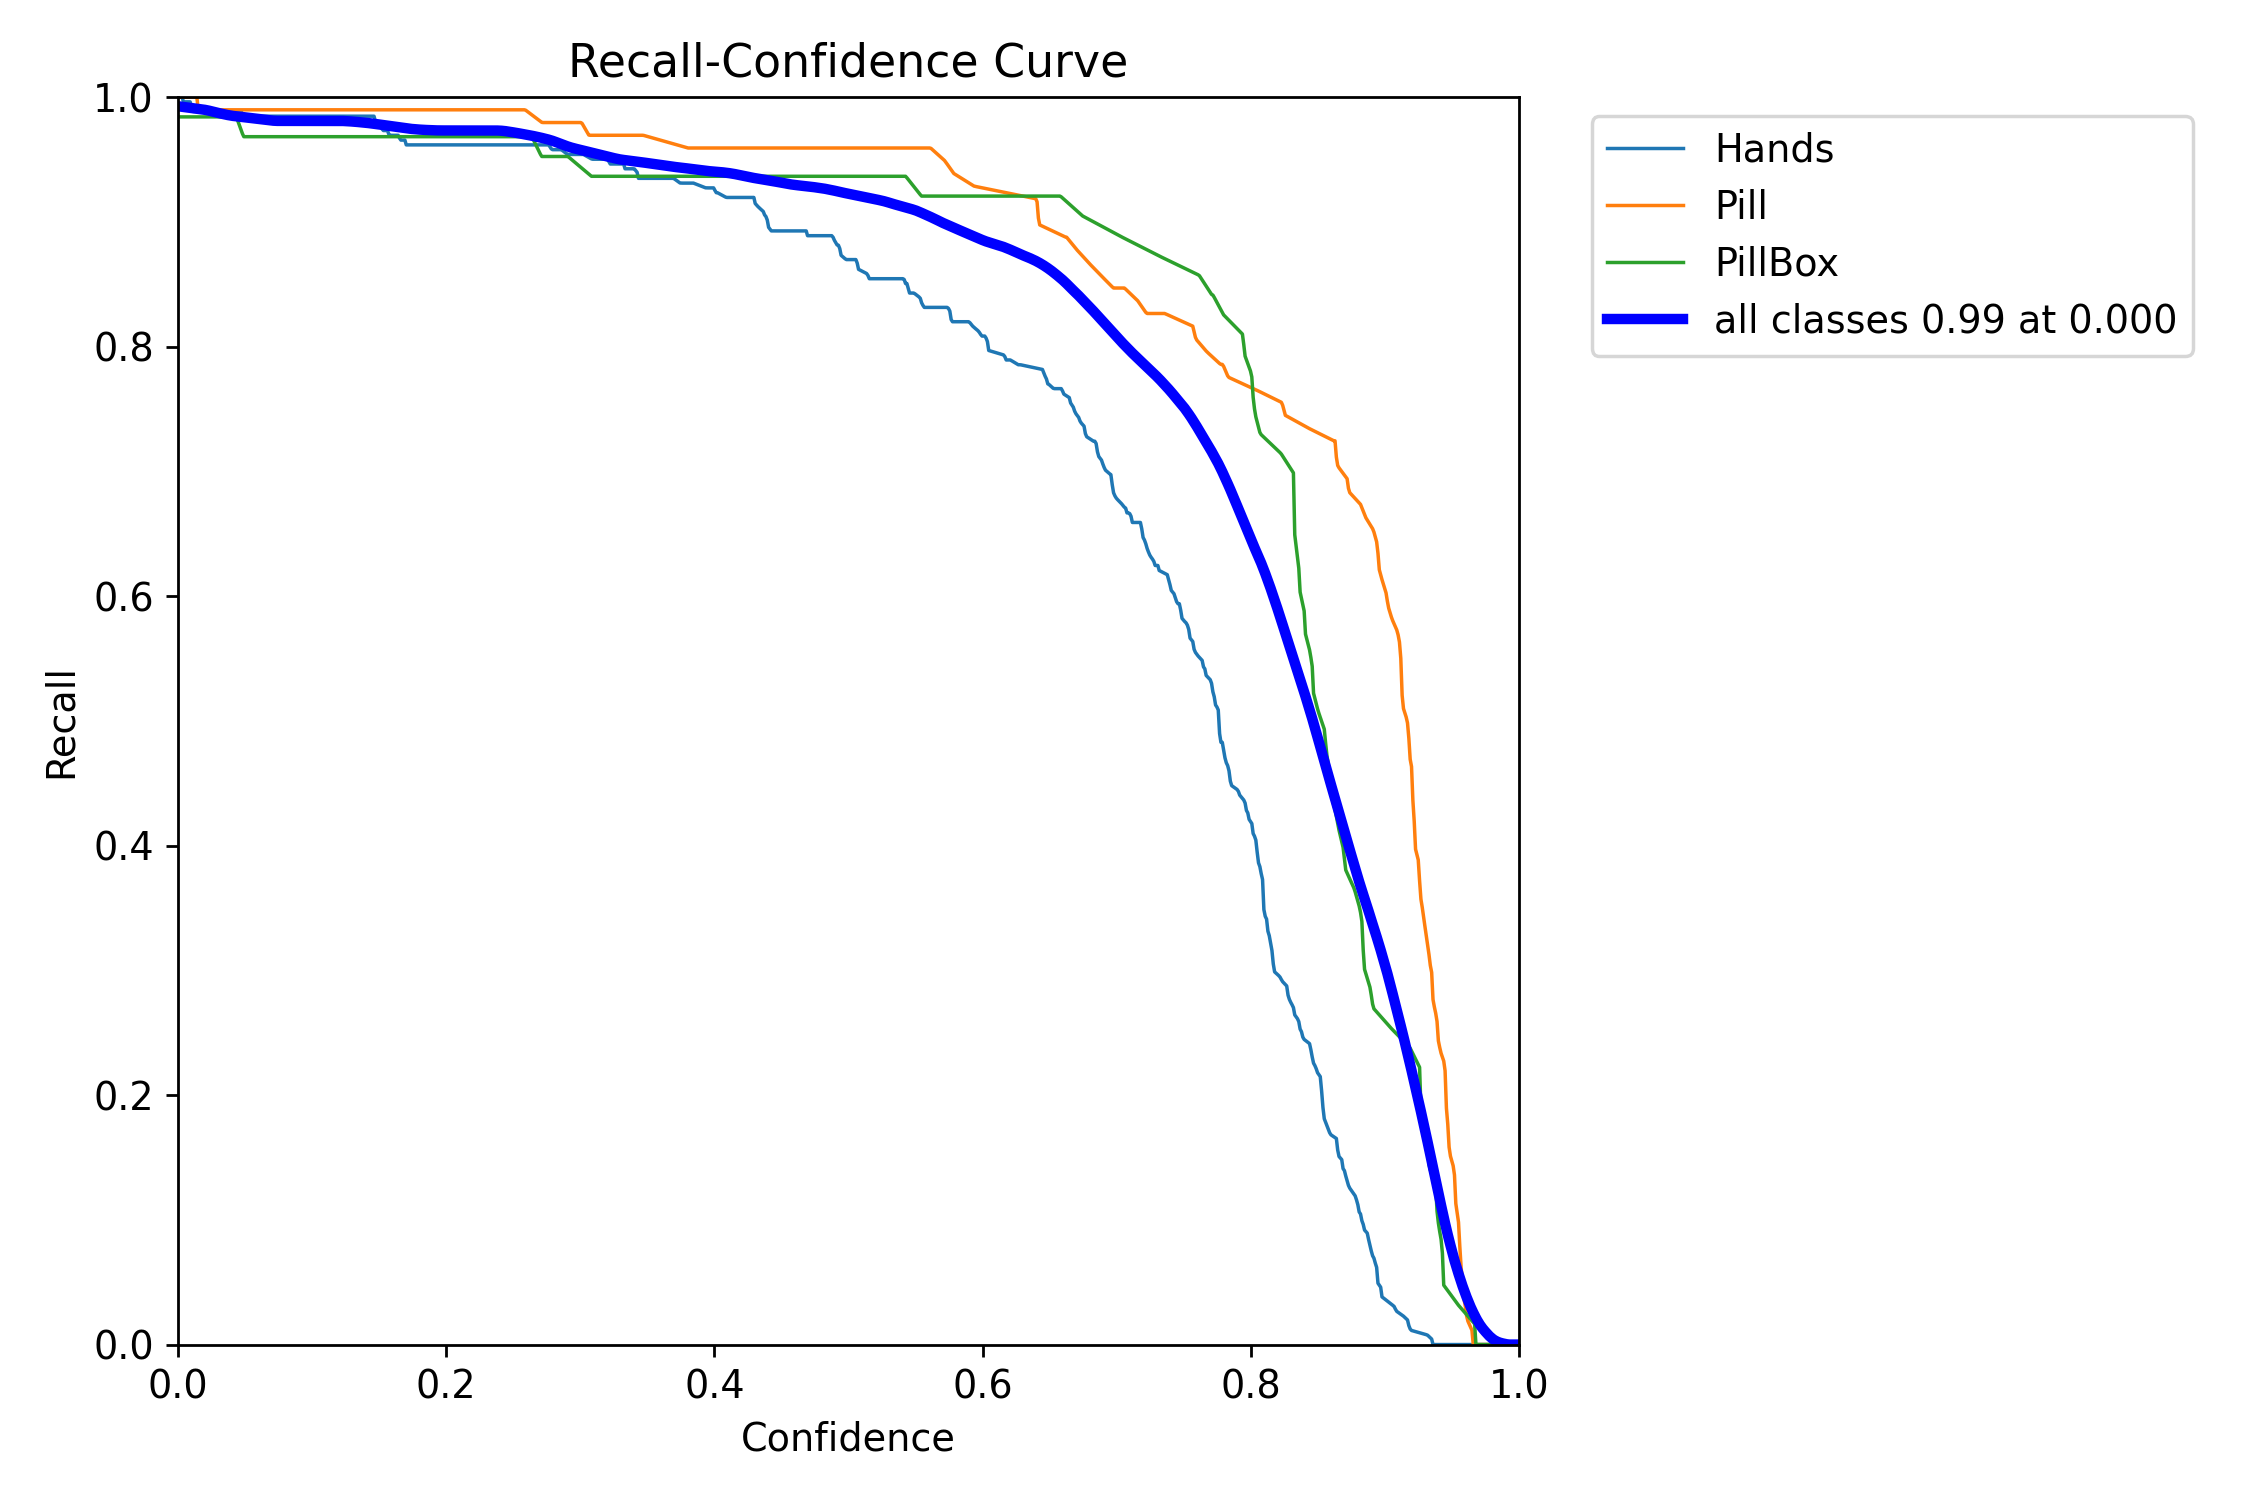 Recall-Confidence Curve
1.0
0.8
0.6
0.4
0.2
0.0
Recall
0.0 0.2 0.4 0.6 0.8 1.0
Confidence
Hands
Pill
PillBox
all classes 0.99 at 0.000